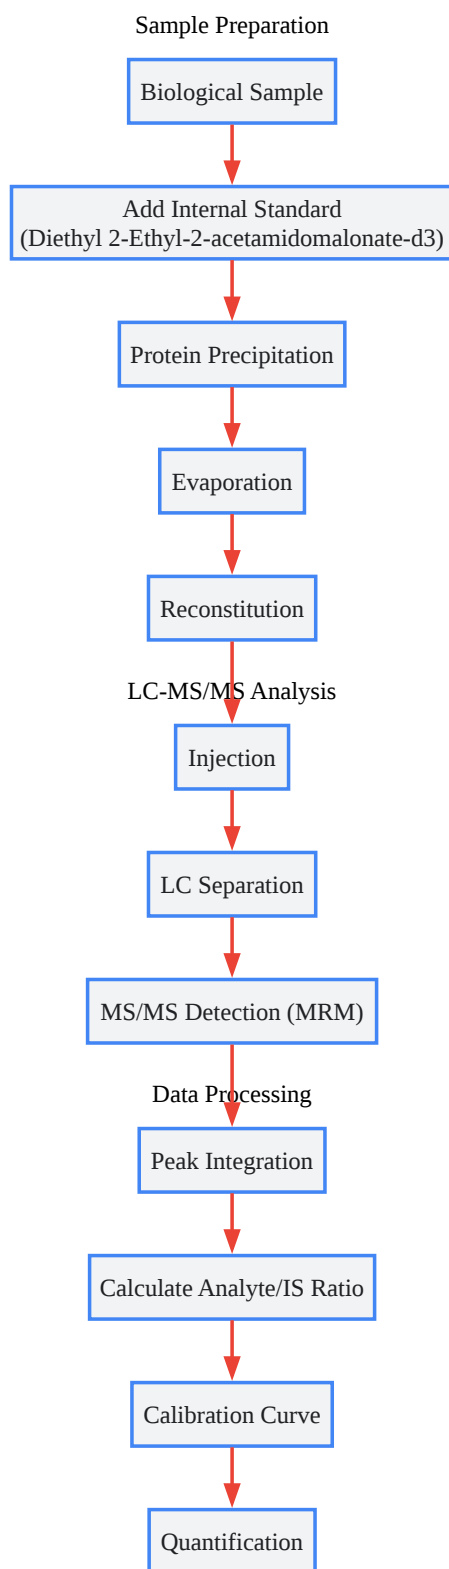 Sample Preparation
Biological Sample
Add Internal Standard
(Diethyl 2-Ethyl-2-acetamidomalonate-d3)
Protein Precipitation
Evaporation
Reconstitution
LC-MS/MS Analysis
Injection
LC Separation
MS/MS Detection (MRM)
Data Processing
Peak Integration
Calculate Analyte/IS Ratio
Calibration Curve
Quantification